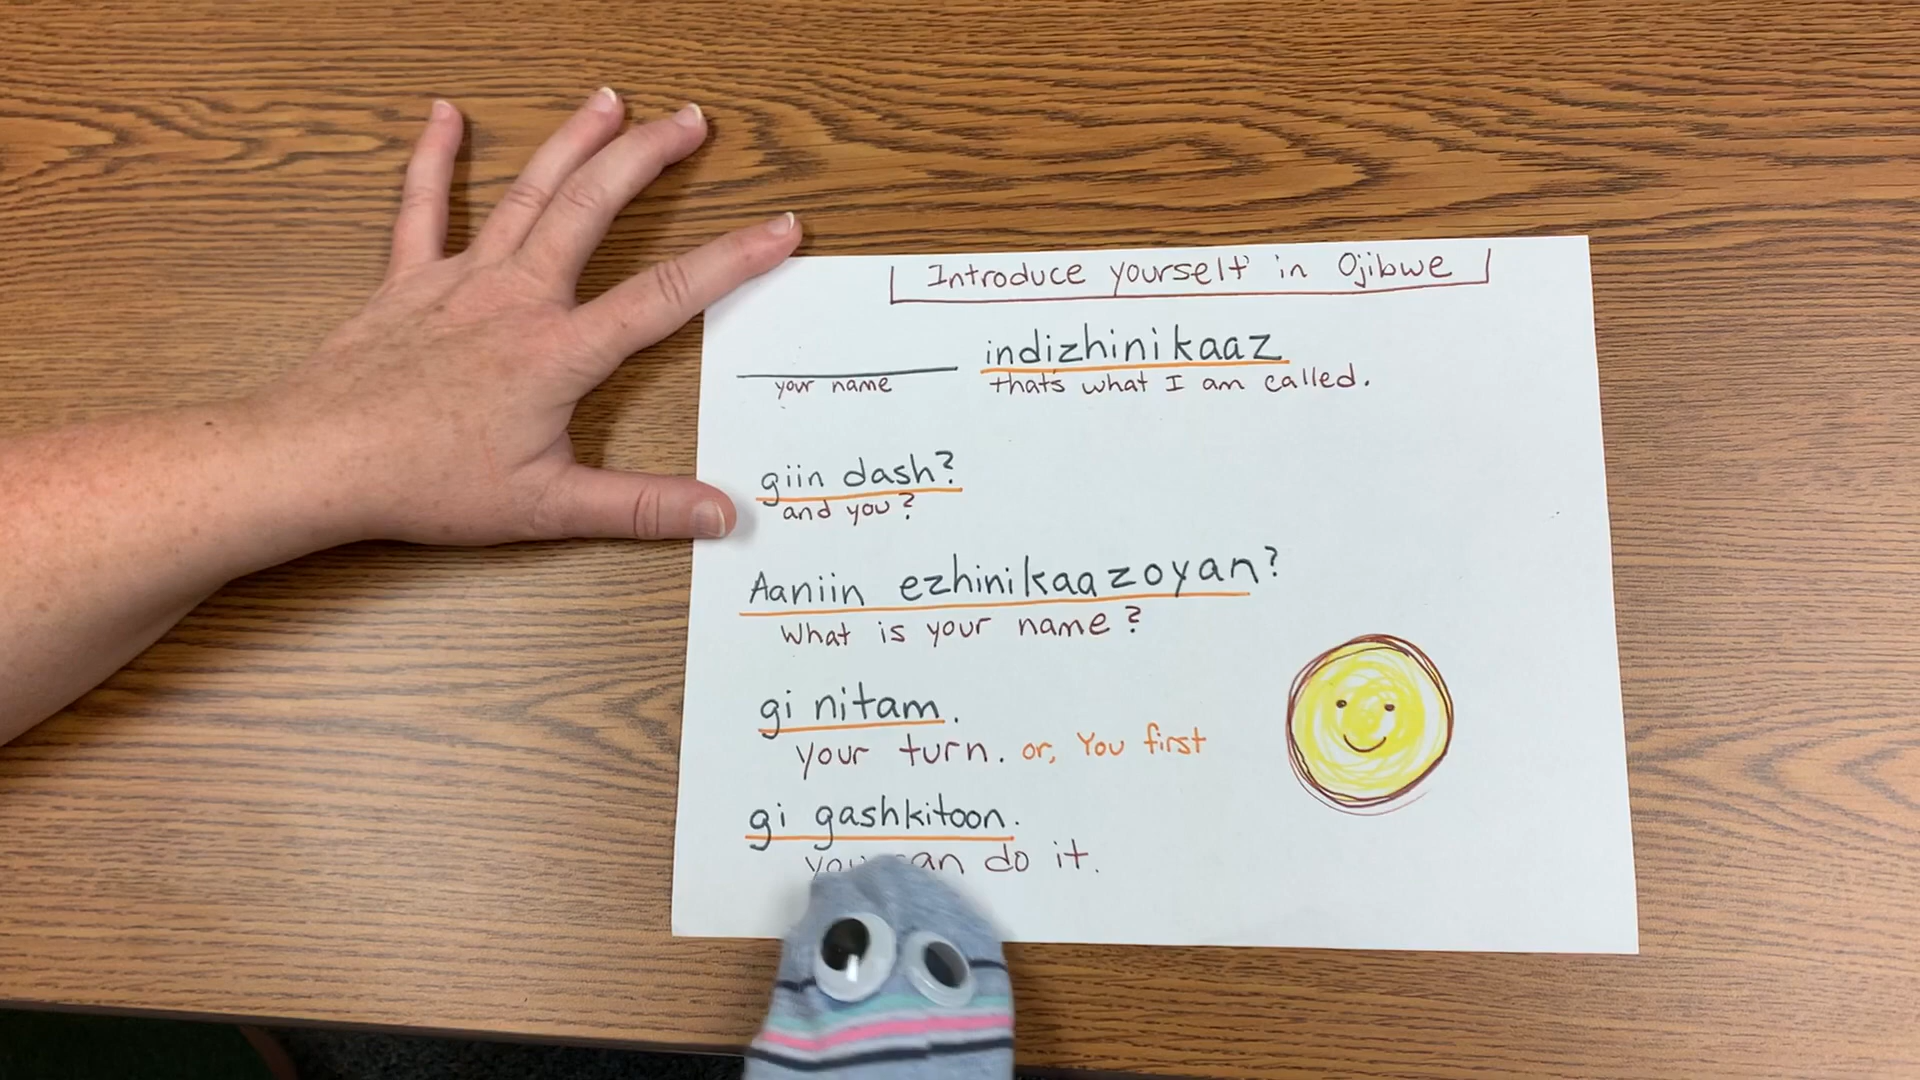 Introduce yourself in Ojibwe
indizhinikaaz
your name thats what I am called.
giin dash?
and you?
Aaniin ezhinikaazoyan?
What is your name?
gi nitam.
your turn. or, You first
gi gashkitoon.
do it.